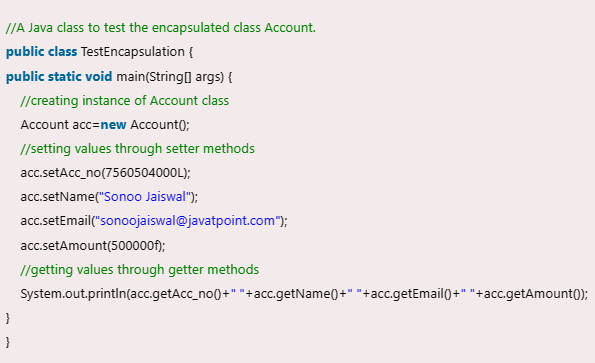 //A Java class to test the encapsulated class Account.
public class TestEncapsulation {
public static void main(String[] args) {
//creating instance of Account class
Account acc=new Account();
//setting values through setter methods
acc.setAcc_no(7560504000L);
acc.setName("Sonoo Jaiswal");
acc.setEmail("sonoojaiswal@javatpoint.com");
acc.setAmount(500000f);
//getting values through getter methods
System.out.println(acc.getAcc_no()+" "+acc.getName()+" "+acc.getEmail()+" "+acc.getAmount());
}
}